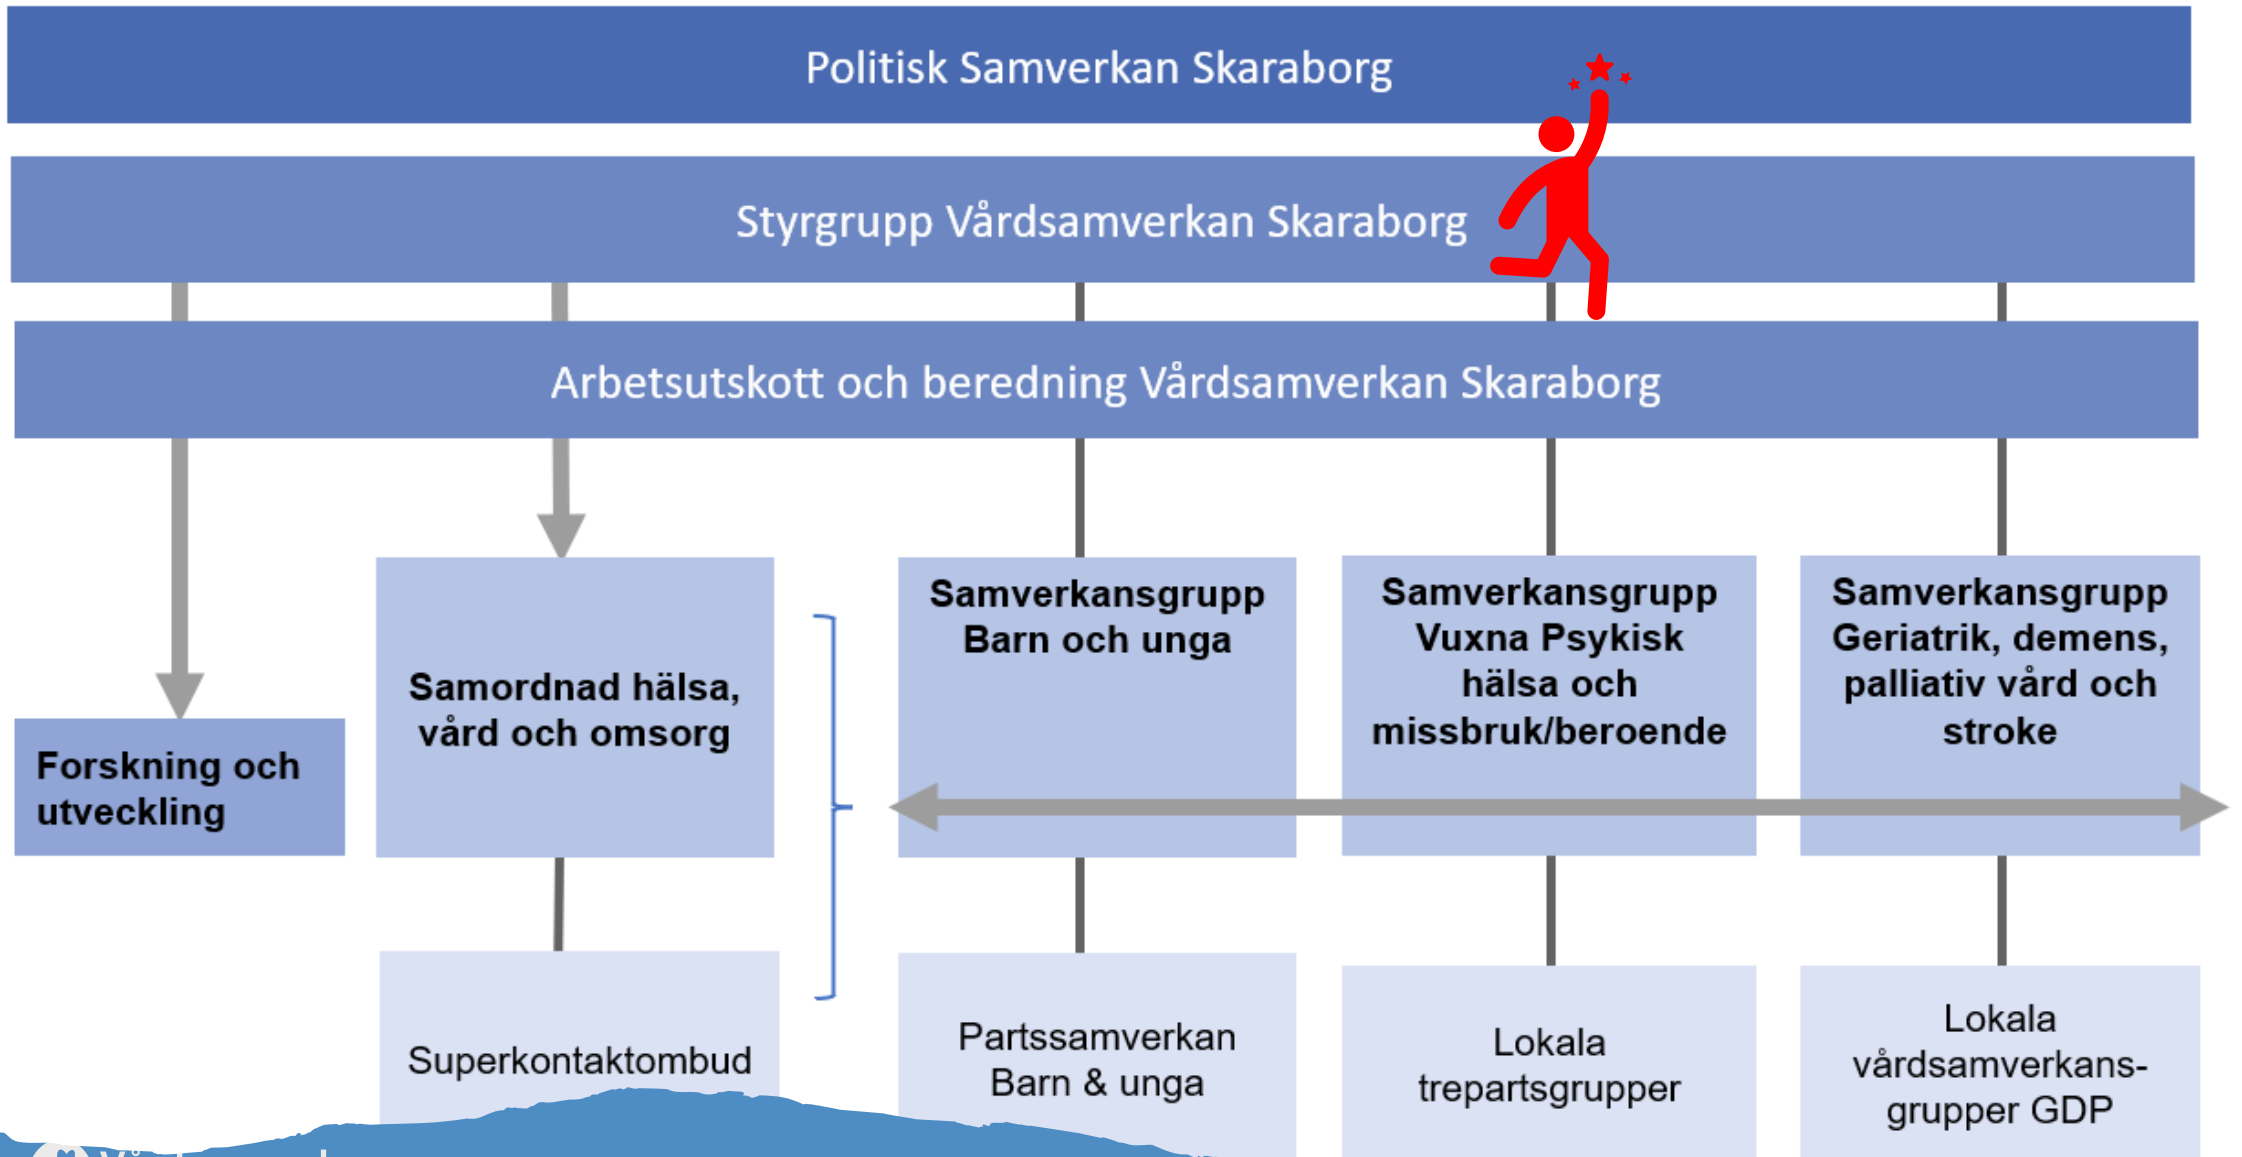 Politisk Samverkan Skaraborg
Styrgrupp Vårdsamverkan Skaraborg
Arbetsutskott och beredning Vårdsamverkan Skaraborg
Forskning och
utveckling
Samordnad hälsa,
vård och omsorg
Samverkansgrupp
Barn och unga
Samverkansgrupp
Vuxna Psykisk
hälsa och
missbruk/beroende
Samverkansgrupp
Geriatrik, demens,
palliativ vård och
stroke
Superkontaktombud
Partssamverkan
Barn & unga
Lokala
trepartsgrupper
Lokala
vårdsamverkans-
grupper GDP